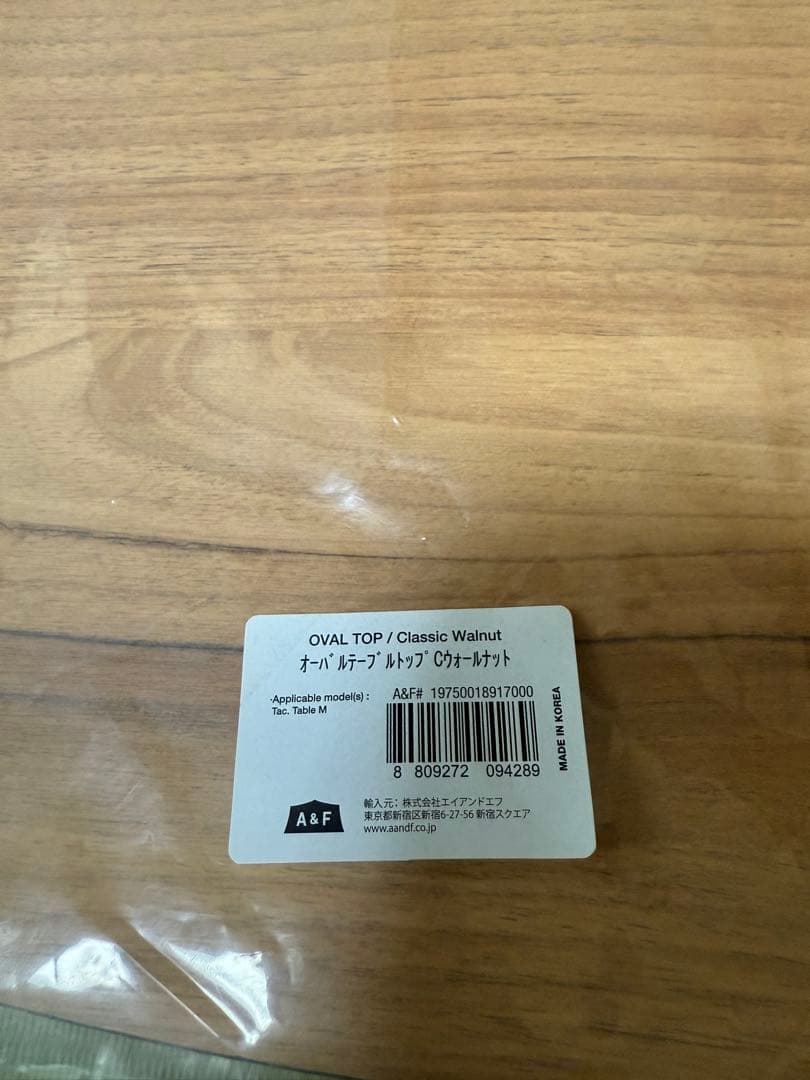 OVAL TOP / Classic Walnut
ｵｰﾊﾞﾙﾃｰﾌﾞﾙﾄｯﾌﾟCｳｫｰﾙﾅｯﾄ
·Applicable model(s) :
Tac. Table M
A&F# 19750018917000
8 809272 094289
MADE IN KOREA
A & F
輸入元; 株式会社エイアンドエフ
東京都新宿区新宿6-27-56 新宿スクエア
www.aandf.co.jp